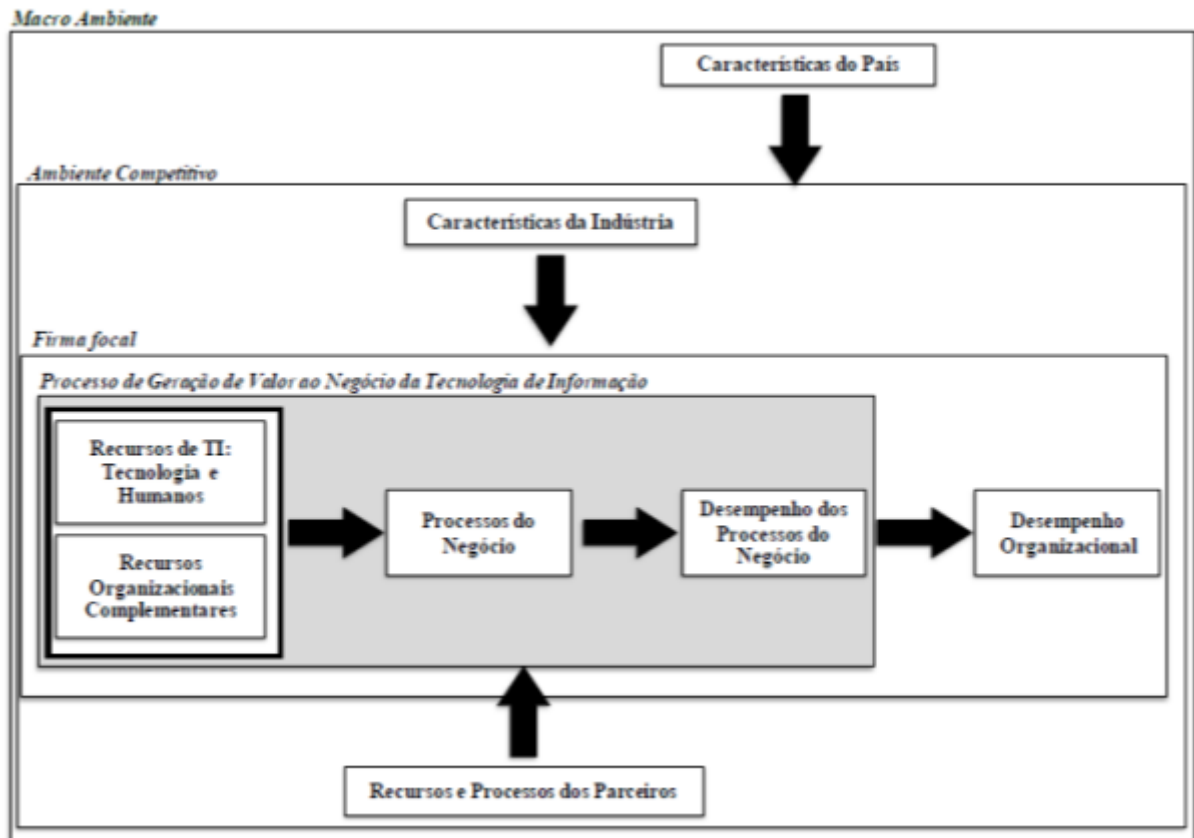 Macro Ambiente
Características do País
Ambiente Competitivo
Características da Indústria
Firma focal
Processo de Geração de Valor ao Negócio da Tecnologia de Informação
Recursos de TI:
Tecnologia e
Humanos
Recursos
Organizacionais
Complementares
Processos do
Negócio
Desempenho dos
Processos do
Negócio
Desempenho
Organizacional
Recursos e Processos dos Parceiros